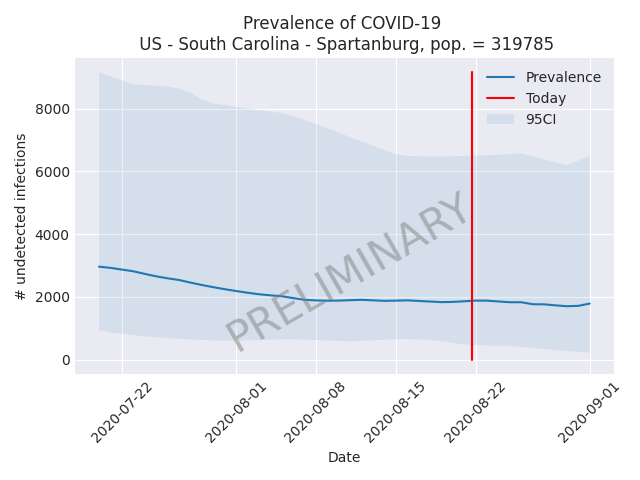 Prevalence of COVID-19
US - South Carolina - Spartanburg, pop. = 319785
Prevalence
Today
95CI
# undetected infections
8000
6000
4000
2000
0
PRELIMINARY
2020-07-22
2020-08-01
2020-08-08
2020-08-15
2020-08-22
2020-09-01
Date